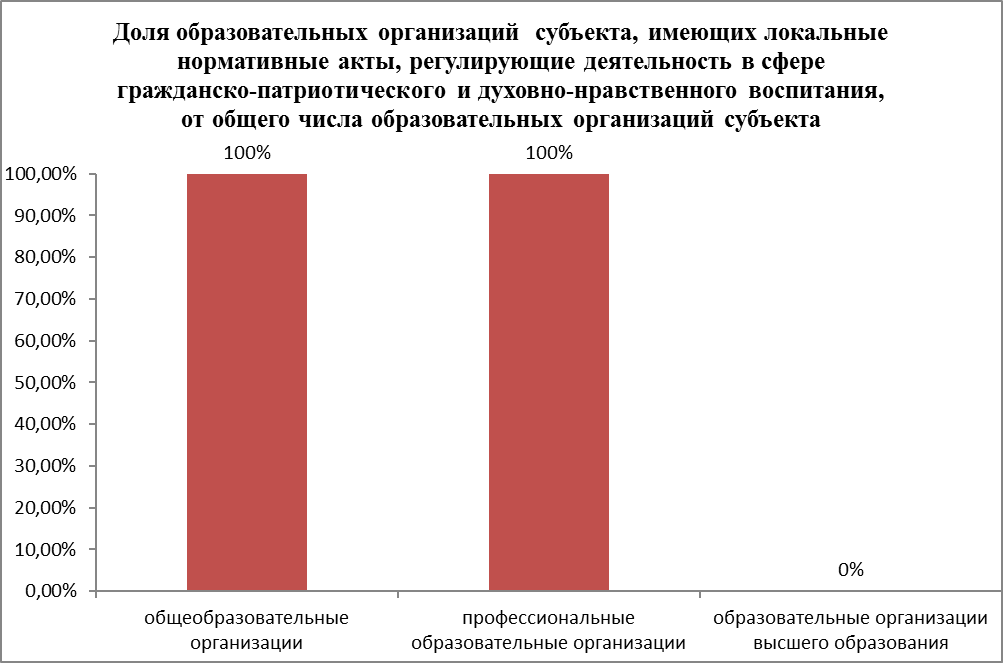 Доля образовательных организаций субъекта, имеющих локальные
нормативные акты, регулирующие деятельность в сфере
гражданско-патриотического и духовно-нравственного воспитания,
от общего числа образовательных организаций субъекта
100%
100%
100,00%
90,00%
80,00%
70,00%
60,00%
50,00%
40,00%
30,00%
20,00%
10,00%
0%
0,00%
общеобразовательные
организации
профессиональные
образовательные организации
образовательные организации
высшего образования